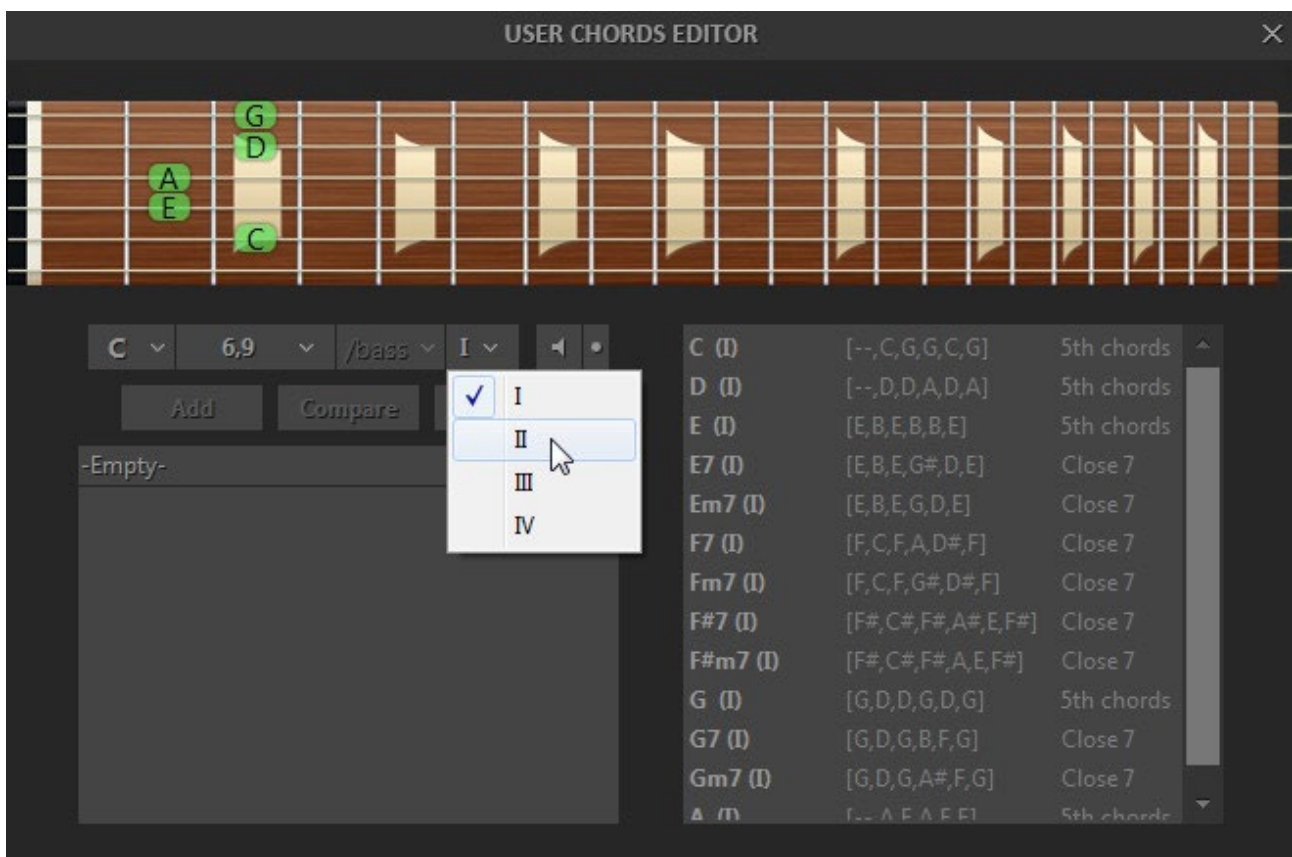 USER CHORDS EDITOR
G
D
A
E
C
C 6,9 /bass I
Add Compare
I
II
III
IV
-Empty-
C (I) [--,C,G,G,C,G] 5th chords
D (I) [--,D,D,A,D,A] 5th chords
E (I) [E,B,E,B,B,E] 5th chords
E7 (I) [E,B,E,G#,D,E] Close 7
Em7 (I) [E,B,E,G,D,E] Close 7
F7 (I) [F,C,F,A,D#,F] Close 7
Fm7 (I) [F,C,F,G#,D#,F] Close 7
F#7 (I) [F#,C#,F#,A#,E,F#] Close 7
F#m7 (I) [F#,C#,F#,A,E,F#] Close 7
G (I) [G,D,D,G,D,G] 5th chords
G7 (I) [G,D,G,B,F,G] Close 7
Gm7 (I) [G,D,G,A#,F,G] Close 7
A (I) [--,A,E,A,E,E] 5th chords